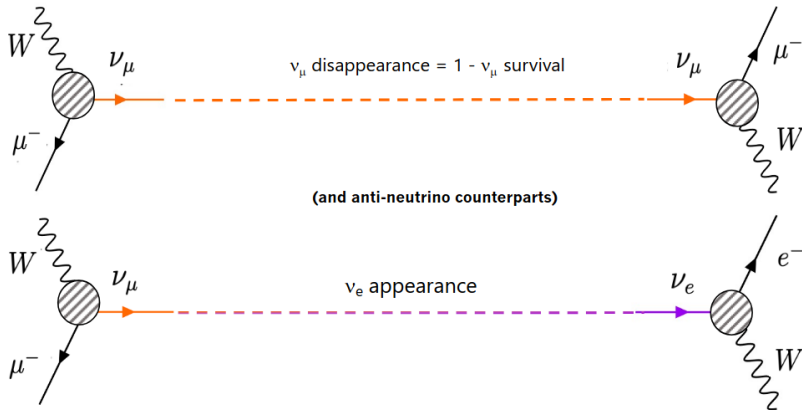 W
ν_μ
ν_μ disappearance = 1 - ν_μ survival
ν_μ
μ⁻
μ⁻
W
(and anti-neutrino counterparts)
W
ν_μ
ν_e appearance
ν_e
e⁻
μ⁻
W